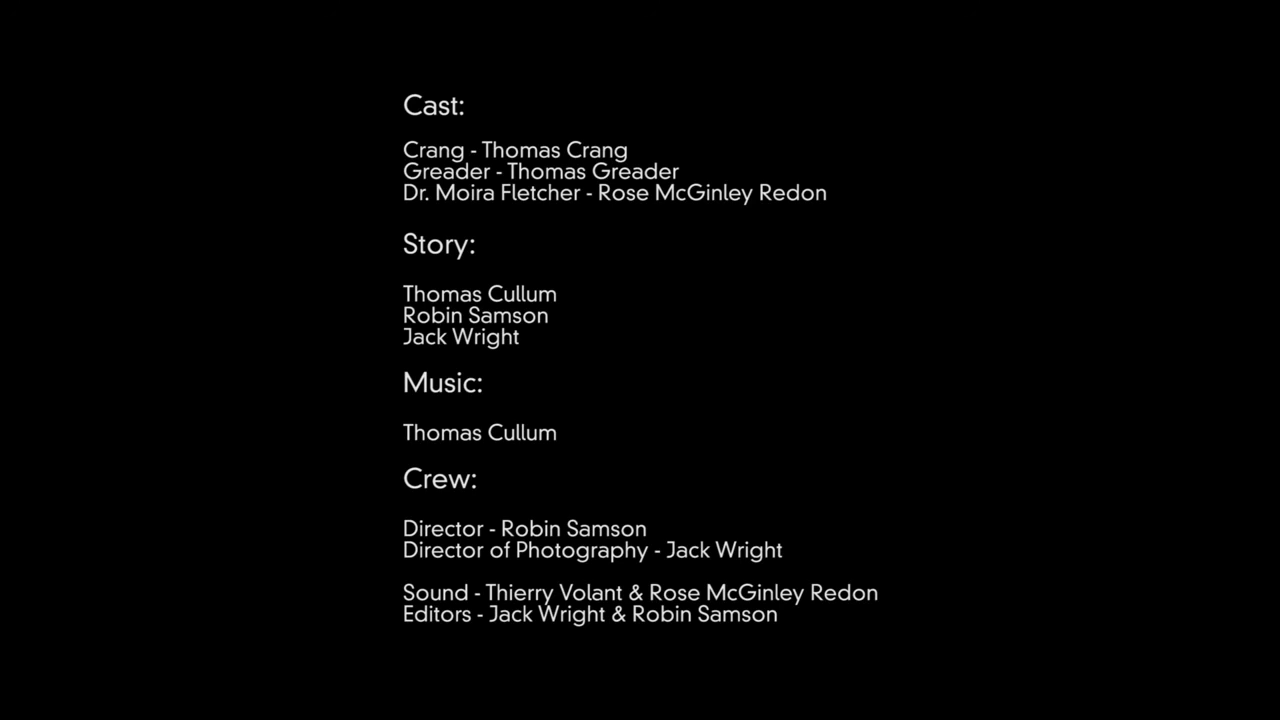 Cast:
Crang - Thomas Crang
Greader - Thomas Greader
Dr. Moira Fletcher - Rose McGinley Redon
Story:
Thomas Cullum
Robin Samson
Jack Wright
Music:
Thomas Cullum
Crew:
Director - Robin Samson
Director of Photography - Jack Wright
Sound - Thierry Volant & Rose McGinley Redon
Editors - Jack Wright & Robin Samson